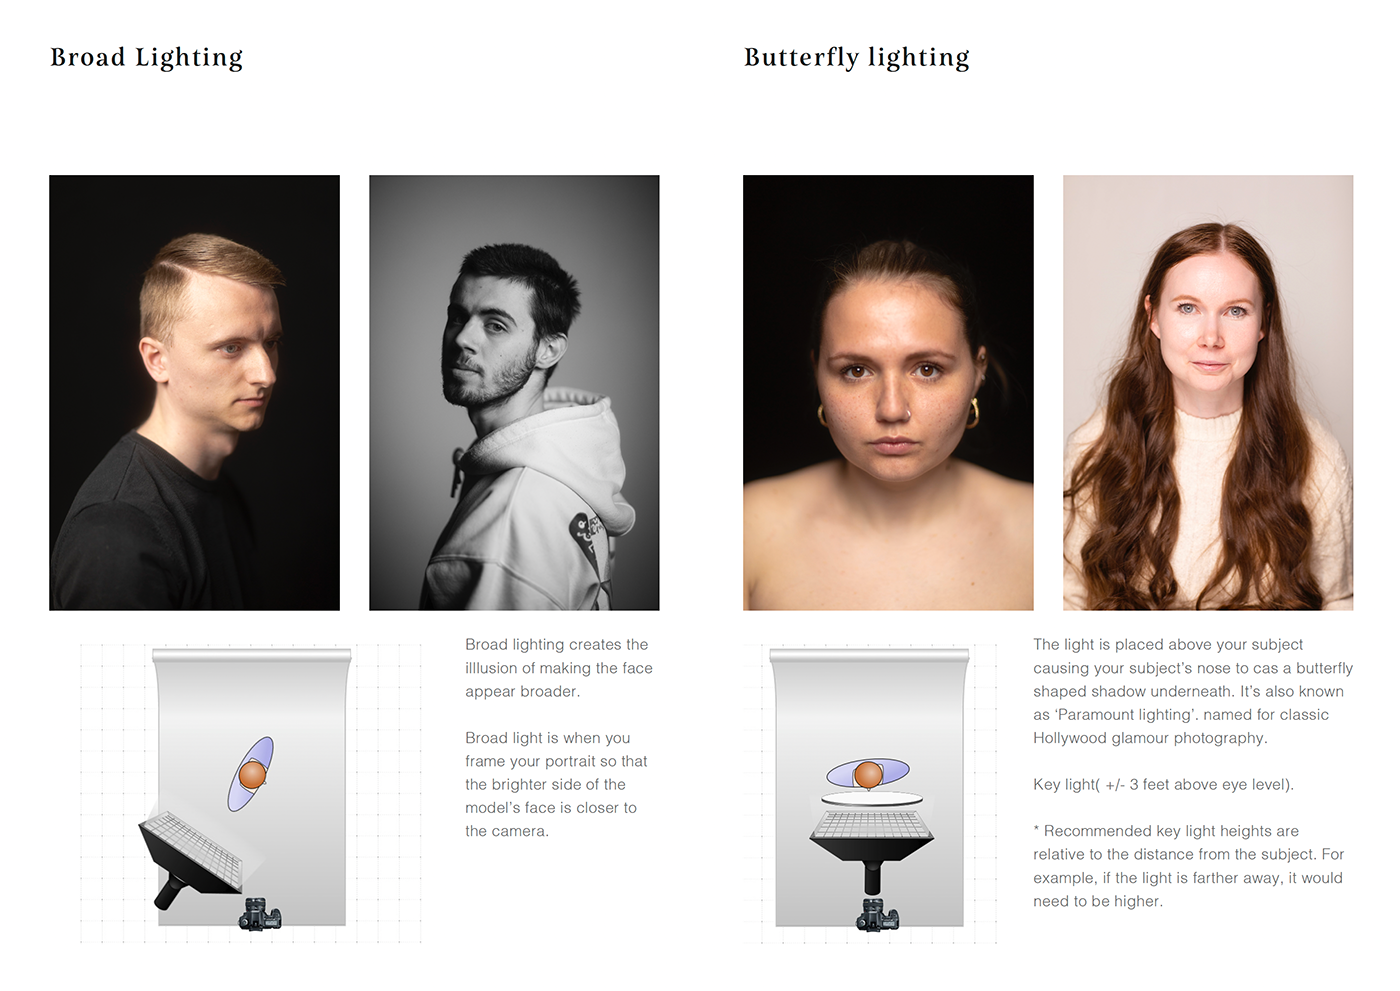 Broad Lighting
Broad lighting creates the
illlusion of making the face
appear broader.
Broad light is when you
frame your portrait so that
the brighter side of the
model's face is closer to
the camera.
Butterfly lighting
The light is placed above your subject
causing your subject's nose to cas a butterfly
shaped shadow underneath. It's also known
as 'Paramount lighting'. named for classic
Hollywood glamour photography.
Key light( +/- 3 feet above eye level).
* Recommended key light heights are
relative to the distance from the subject. For
example, if the light is farther away, it would
need to be higher.